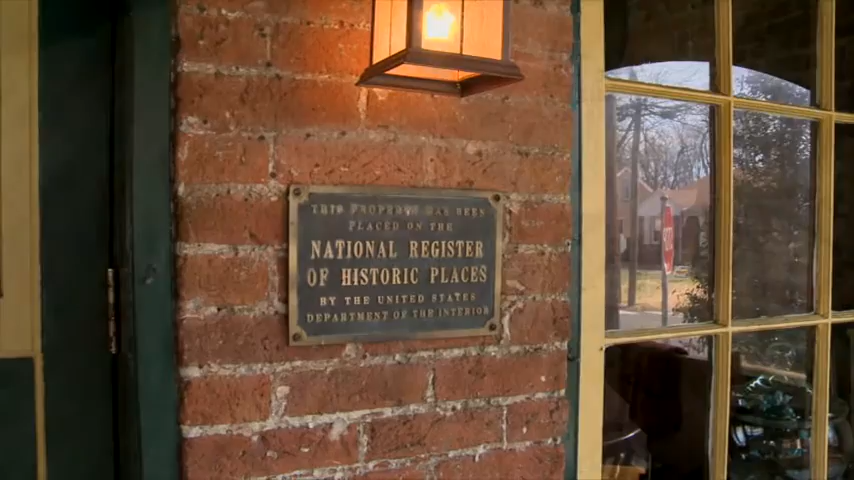 THIS PROPERTY HAS BEEN
PLACED ON THE
NATIONAL REGISTER
OF HISTORIC PLACES
BY THE UNITED STATES
DEPARTMENT OF THE INTERIOR